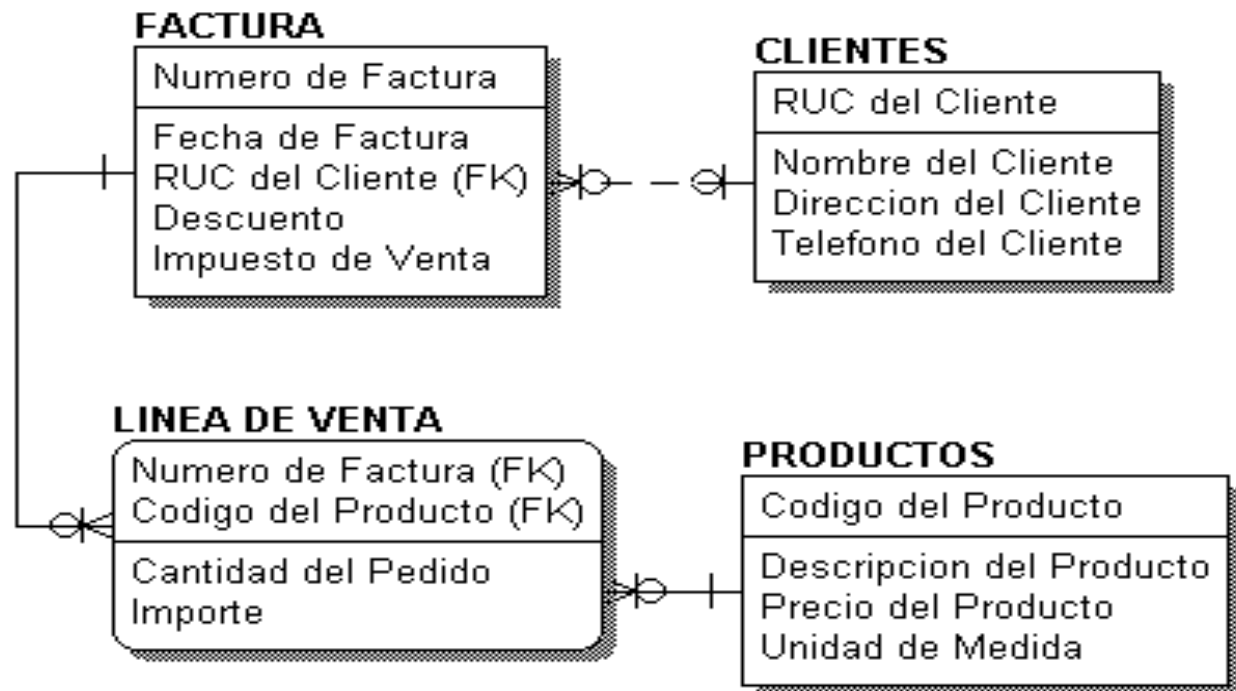 FACTURA
Numero de Factura
Fecha de Factura
RUC del Cliente (FK)
Descuento
Impuesto de Venta
CLIENTES
RUC del Cliente
Nombre del Cliente
Direccion del Cliente
Telefono del Cliente
LINEA DE VENTA
Numero de Factura (FK)
Codigo del Producto (FK)
Cantidad del Pedido
Importe
PRODUCTOS
Codigo del Producto
Descripcion del Producto
Precio del Producto
Unidad de Medida